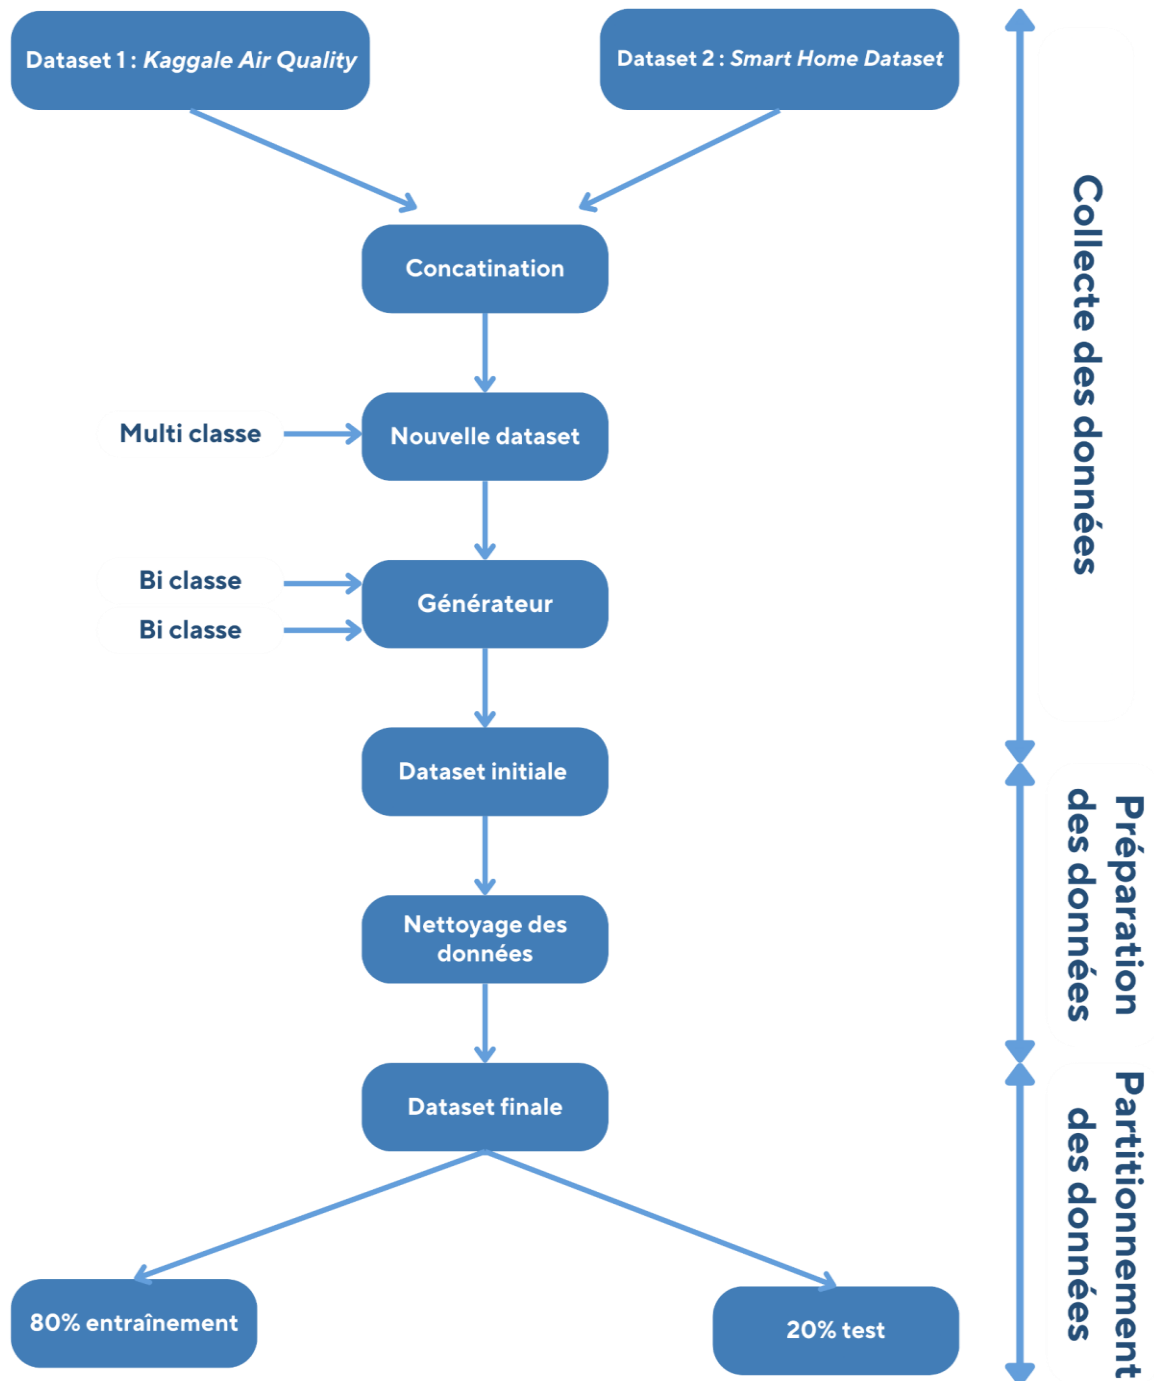 Dataset 1 : Kaggale Air Quality
Dataset 2 : Smart Home Dataset
Concatination
Multi classe
Nouvelle dataset
Bi classe
Bi classe
Générateur
Dataset initiale
Nettoyage des
données
Dataset finale
80% entraînement
20% test
Collecte des données
Préparation
des données
Partitionnement
des données